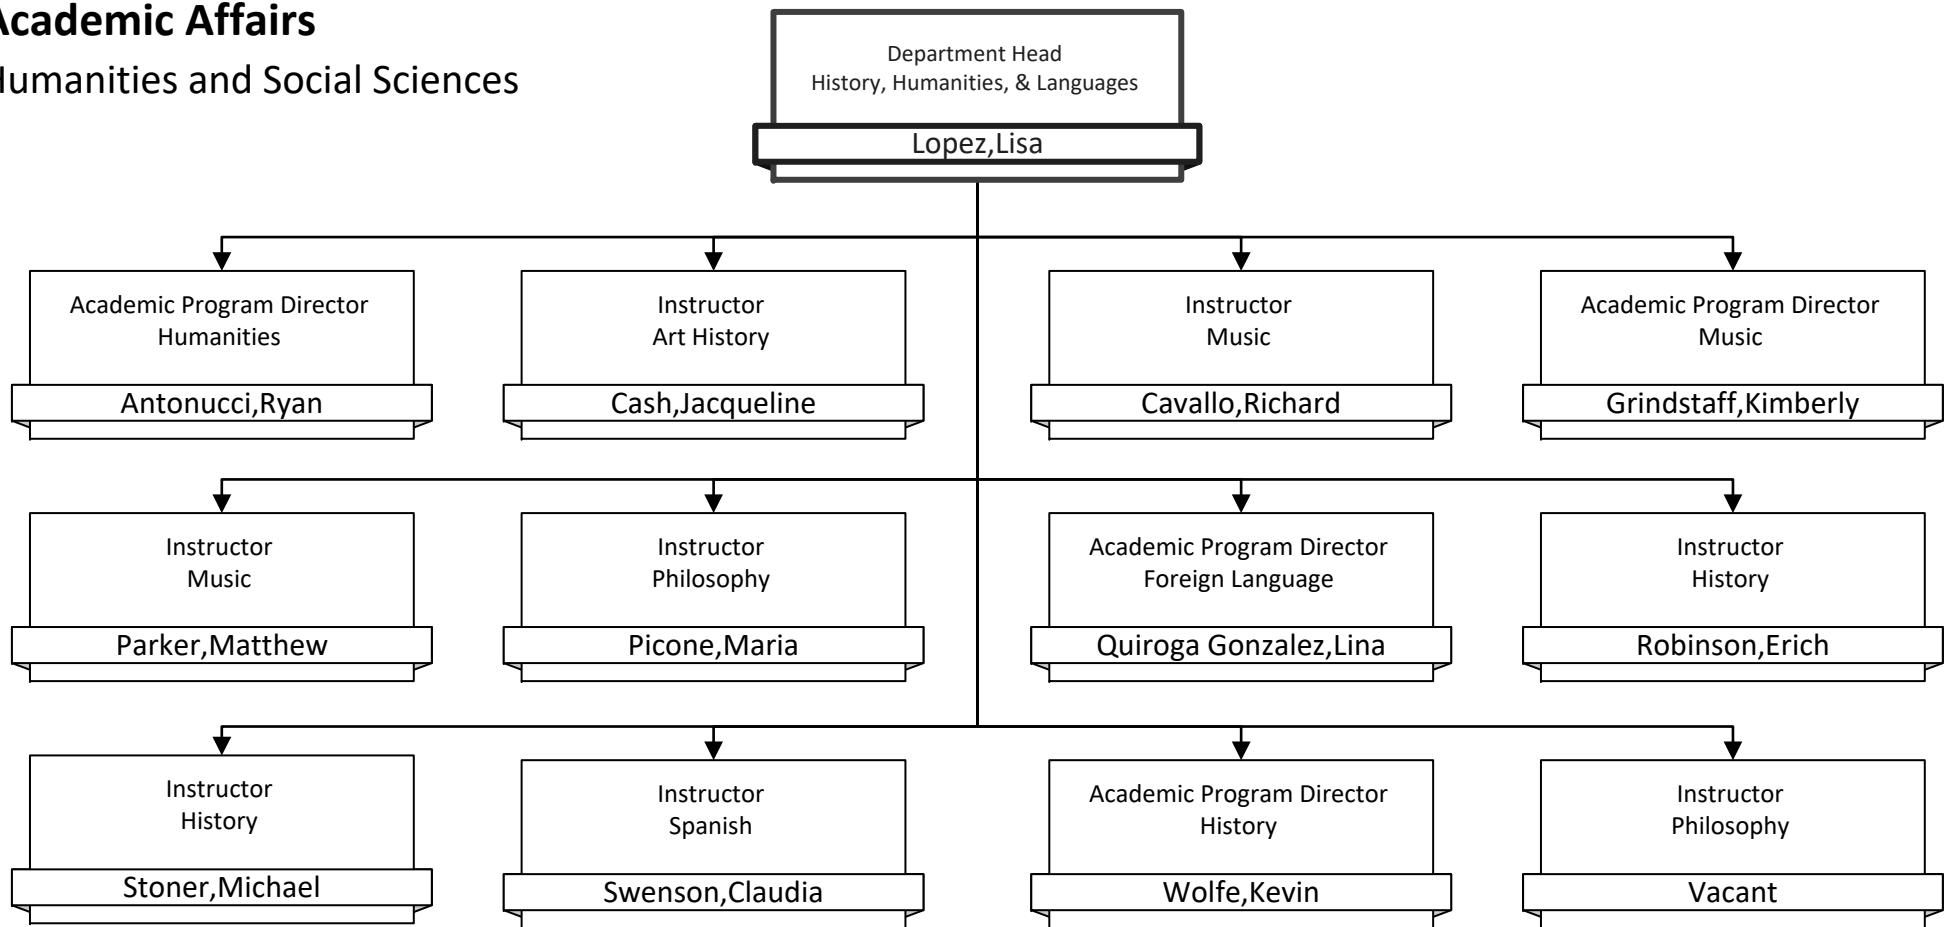 Academic Affairs
Humanities and Social Sciences
Department Head
History, Humanities, & Languages
Lopez,Lisa
Academic Program Director
Humanities
Antonucci,Ryan
Instructor
Art History
Cash,Jacqueline
Instructor
Music
Cavallo,Richard
Academic Program Director
Music
Grindstaff,Kimberly
Instructor
Music
Parker,Matthew
Instructor
Philosophy
Picone,Maria
Academic Program Director
Foreign Language
Quiroga Gonzalez,Lina
Instructor
History
Robinson,Erich
Instructor
History
Stoner,Michael
Instructor
Spanish
Swenson,Claudia
Academic Program Director
History
Wolfe,Kevin
Instructor
Philosophy
Vacant